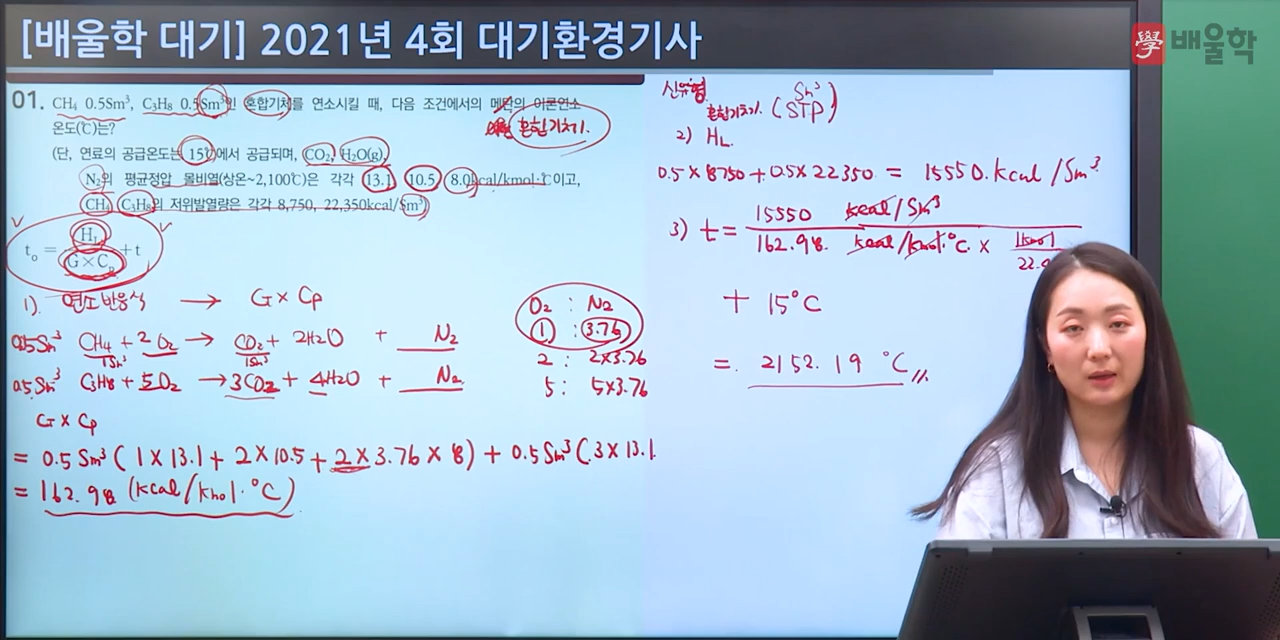 [배울학 대기] 2021년 4회 대기환경기사
學 배울학
01. CH₄ 0.5Sm³, C₃H₈ 0.5Sm³인 혼합기체를 연소시킬 때, 다음 조건에서의 메탄의 이론연소
온도(℃)는?
혼합기체.
(단, 연료의 공급온도는 15℃에서 공급되며, CO₂, H₂O(g),
N₂의 평균정압 몰비열(상온~2,100℃)은 각각 13.1, 10.5, 8.0kcal/kmol·℃이고,
CH₄, C₃H₈의 저위발열량은 각각 8,750, 22,350kcal/Sm³)
t₀ = Hₗ / G×Cₚ + t
1). 연소반응식 → G×Cp
0.5Sm³ CH₄ + 2O₂ → CO₂ + 2H₂O + N₂
1Sm³ 1Sm³
0.5Sm³ C₃H₈ + 5O₂ → 3CO₂ + 4H₂O + N₂
O₂ : N₂
1 : 3.76
2 : 2×3.76
5 : 5×3.76
G×Cp
= 0.5Sm³(1×13.1 + 2×10.5 + 2×3.76×8) + 0.5Sm³(3×13.1
= 162.98 (kcal/kmol·℃)
신유형
혼합기체. (Sm³ STP)
2) HL.
0.5×8750 + 0.5×22350 = 15550.kcal/Sm³
3) t = 15550 kcal/Sm³ / 162.98 kcal/kmol·℃ × 1kmol / 22.4
+ 15℃
= 2152.19 ℃